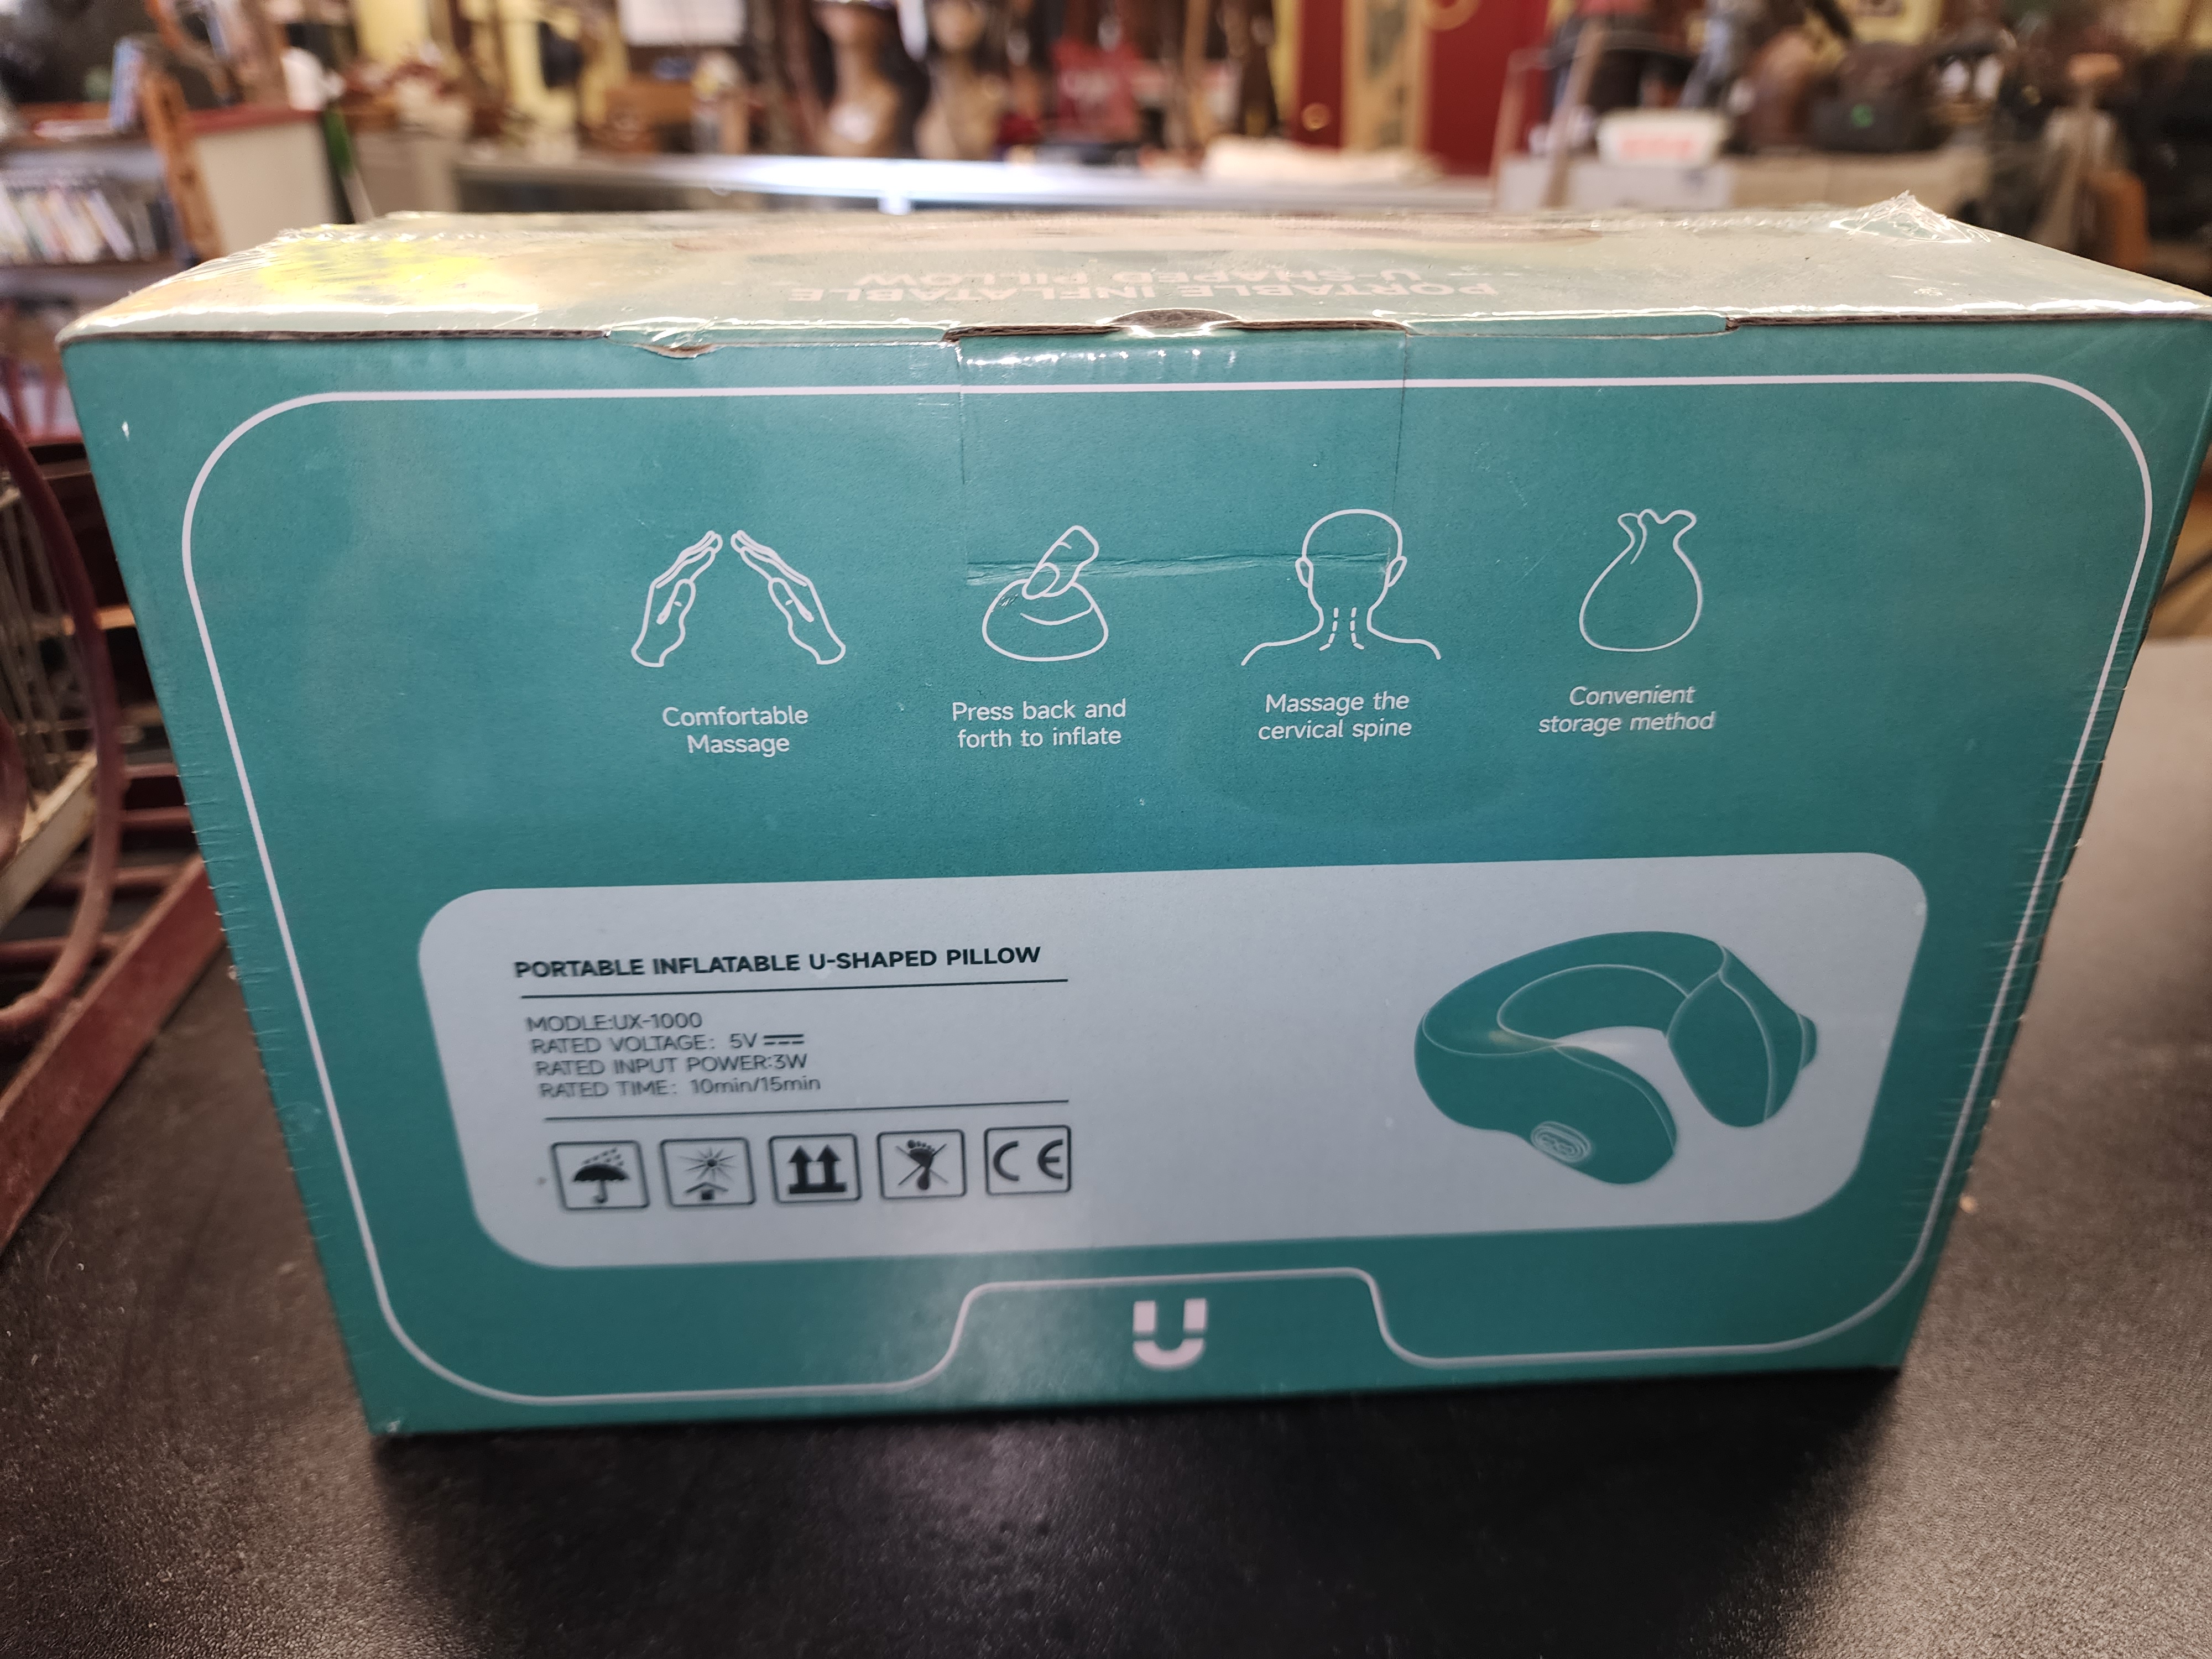 PORTABLE INFLATABLE
U-SHAPED PILLOW
Comfortable
Massage
Press back and
forth to inflate
Massage the
cervical spine
Convenient
storage method
PORTABLE INFLATABLE U-SHAPED PILLOW
MODLE:UX-1000
RATED VOLTAGE: 5V
RATED INPUT POWER:3W
RATED TIME: 10min/15min
CE
U